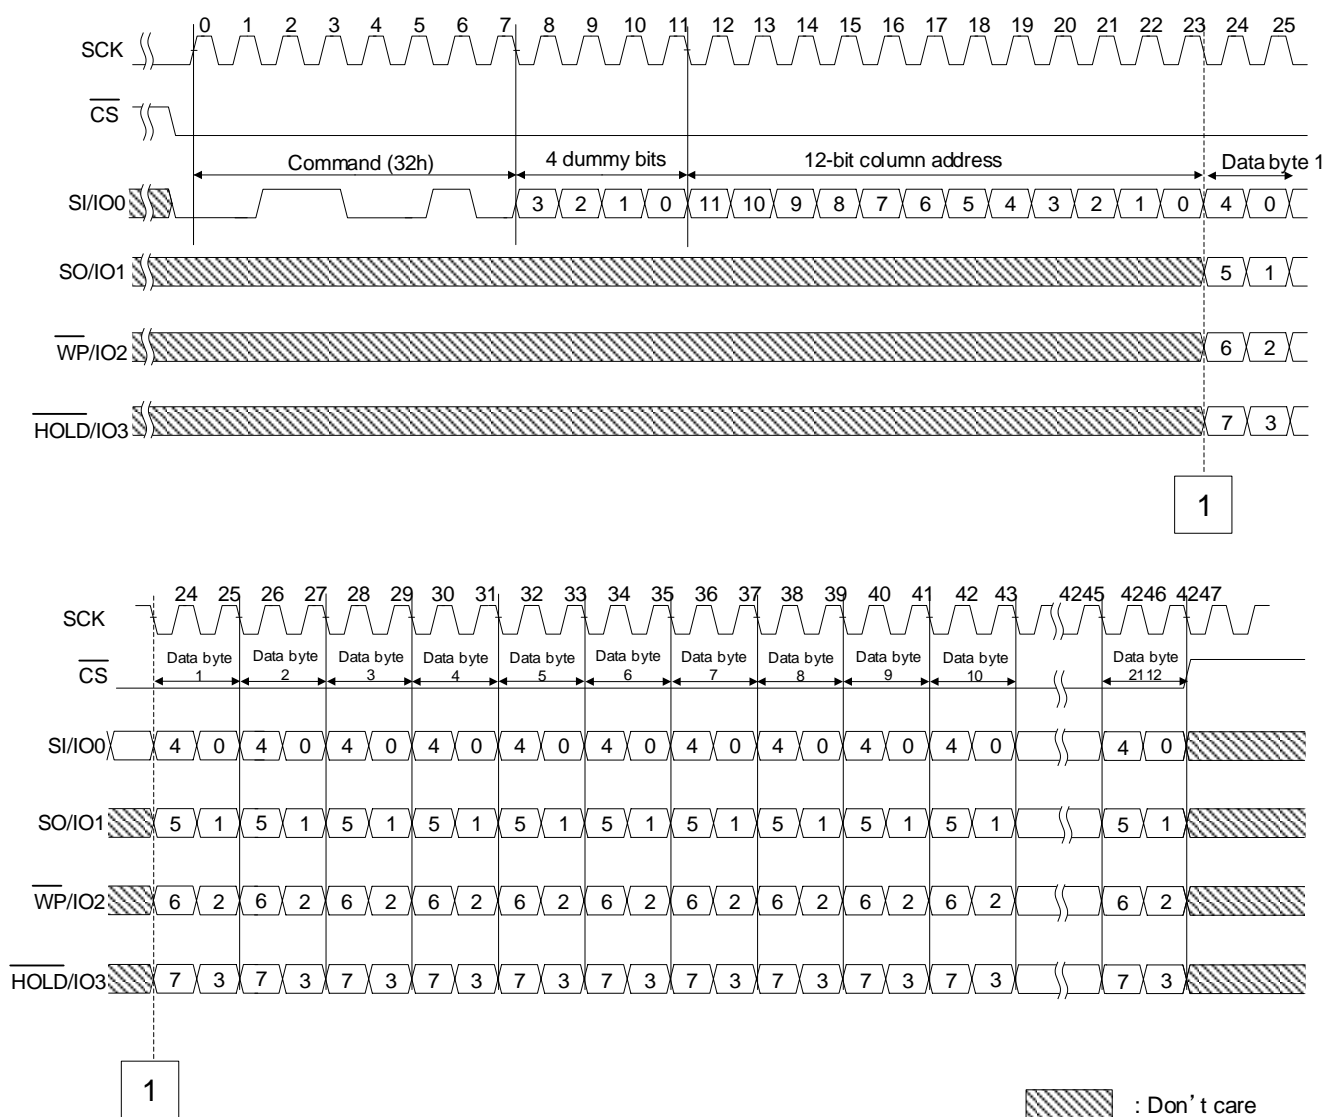 0 1 2 3 4 5 6 7 8 9 10 11 12 13 14 15 16 17 18 19 20 21 22 23 24 25
SCK
CS
Command (32h) 4 dummy bits 12-bit column address Data byte 1
SI/IO0 3 2 1 0 11 10 9 8 7 6 5 4 3 2 1 0 4 0
SO/IO1 5 1
WP/IO2 6 2
HOLD/IO3 7 3
1
24 25 26 27 28 29 30 31 32 33 34 35 36 37 38 39 40 41 42 43 4245 4246 4247
SCK
Data byte Data byte Data byte Data byte Data byte Data byte Data byte Data byte Data byte Data byte Data byte
CS 1 2 3 4 5 6 7 8 9 10 2112
SI/IO0 4 0 4 0 4 0 4 0 4 0 4 0 4 0 4 0 4 0 4 0 4 0
SO/IO1 5 1 5 1 5 1 5 1 5 1 5 1 5 1 5 1 5 1 5 1 5 1
WP/IO2 6 2 6 2 6 2 6 2 6 2 6 2 6 2 6 2 6 2 6 2 6 2
HOLD/IO3 7 3 7 3 7 3 7 3 7 3 7 3 7 3 7 3 7 3 7 3 7 3
1
: Don't care